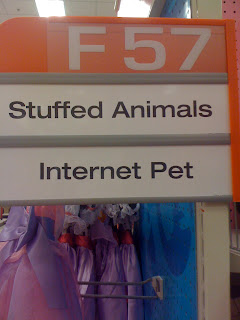 F 57
Stuffed Animals
Internet Pet